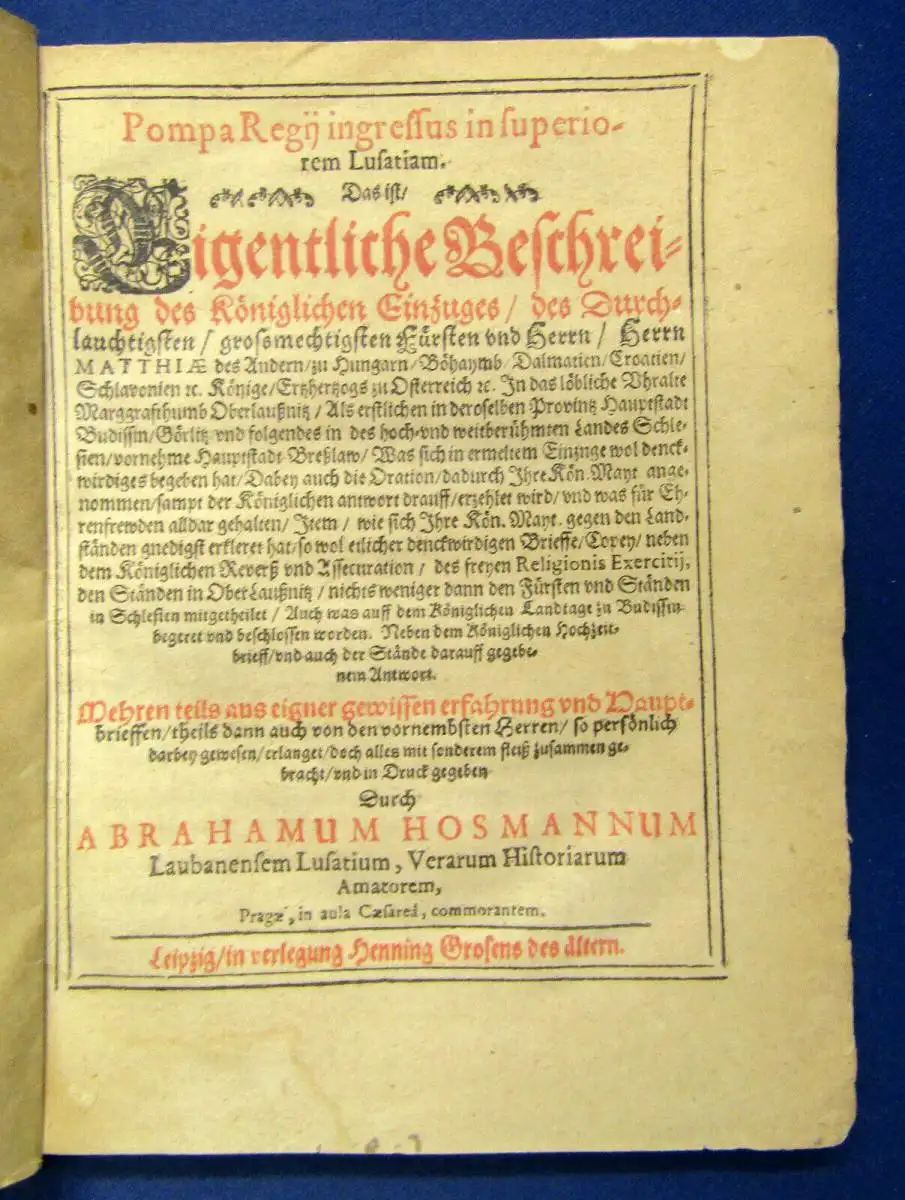 Pompa Regij ingreſſus in ſuperio-
rem Luſatiam.
Das iſt/
Eigentliche Beſchrei-
bung des Königlichen Einzuges / des Durch-
lauchtigſten / grosmechtigſten Fürſten vnd Herrn / Herrn
MATTHIÆ des Andern/zu Hungarn/Böhaymb/Dalmatien/Croatien/
Schlavonien ꝛc. Könige/Ertzhertzogs zu Oſterreich ꝛc. In das löbliche Vhralte
Marggrafthumb Oberlaußnitz/Als erſtlichen in deroſelben Provintz Hauptſtadt
Budiſſin/Görlitz vnd folgendes in des hoch-vnd weitberühmten Landes Schle-
ſien/vornehme Hauptſtadt Breßlaw/Was ſich in ermeltem Einzuge wol denck-
wirdiges begeben hat/Dabey auch die Oration/dadurch Ihre Kön. Mayt ange-
nommen/ſampt der Königlichen antwort drauff/erzehlet wird/vnd was für Eh-
renfrewden alldar gehalten/Item / wie ſich Ihre Kön. Mayt. gegen den Land-
ſtänden gnedigſt erkleret hat/ſo wol etlicher denckwirdigen Brieffe/Copey/neben
dem Königlichen Reverß vnd Aſſecuration / des freyen Religionis Exercitij,
den Ständen in OberLaußnitz / nichts weniger dann den Fürſten vnd Ständen
in Schleſien mitgetheilet / Auch was auff dem Königlichen Landtage zu Budiſſin
begeret vnd beſchloſſen worden. Neben dem Königlichen Hochzeit-
brieff/vnd auch der Stände darauff gegebe-
nem Antwort.
Mehren teils aus eigner gewiſſen erfahrung vnd Haupt-
brieffen/theils dann auch von den vornembſten Herren/ſo perſönlich
darbey geweſen/erlanget/doch alles mit ſonderem fleiß zuſammen ge-
bracht/vnd in Druck gegeben
Durch
ABRAHAMUM HOSMANNUM
Laubanenſem Luſatium, Verarum Hiſtoriarum
Amatorem,
Pragæ, in aula Cæſareâ, commorantem.
Leipzig/in verlegung Henning Groſens des ältern.